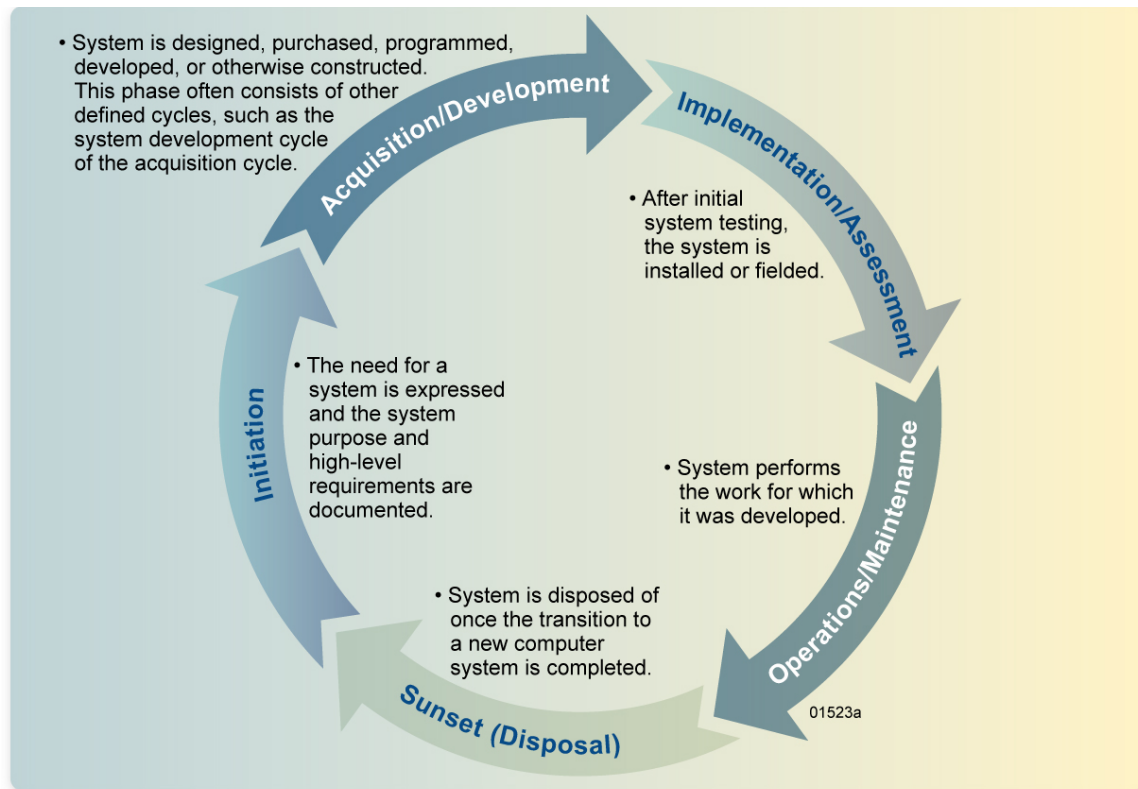 • System is designed, purchased, programmed,
developed, or otherwise constructed.
This phase often consists of other
defined cycles, such as the
system development cycle
of the acquisition cycle.
Acquisition/Development
Implementation/Assessment
• After initial
system testing,
the system is
installed or fielded.
Initiation
• The need for a
system is expressed
and the system
purpose and
high-level
requirements are
documented.
• System performs
the work for which
it was developed.
Operations/Maintenance
• System is disposed of
once the transition to
a new computer
system is completed.
Sunset (Disposal)
01523a